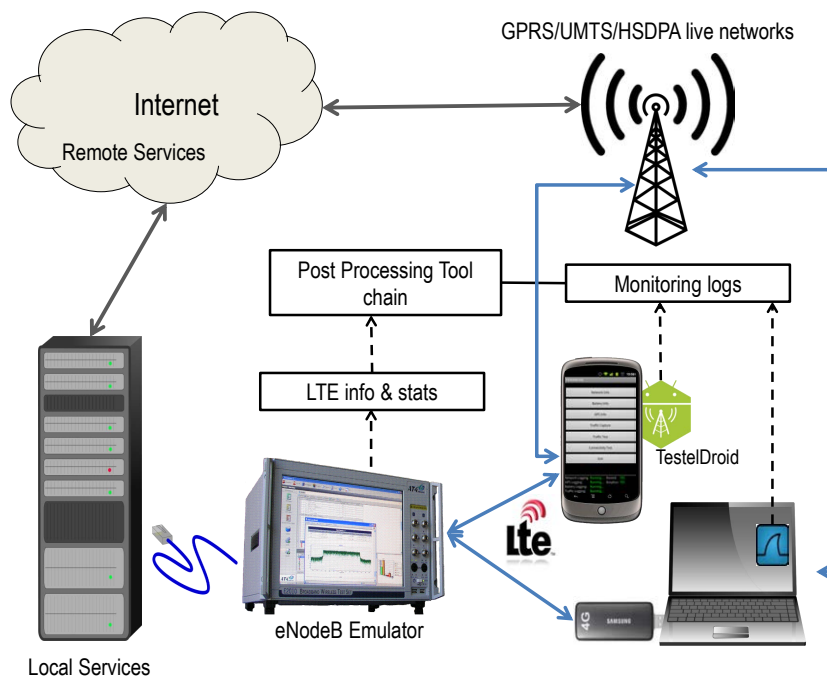 GPRS/UMTS/HSDPA live networks
Internet
Remote Services
Post Processing Tool
chain
Monitoring logs
LTE info & stats
TestelDroid
Lte
eNodeB Emulator
4G
SAMSUNG
Local Services